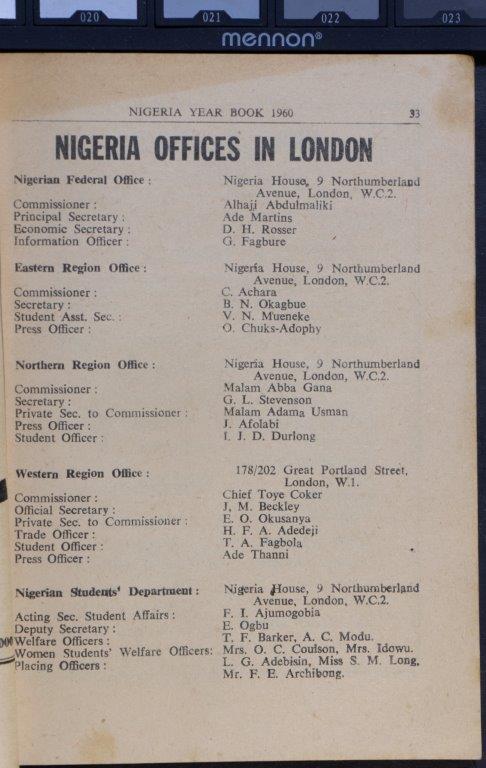 020 021 022 023
mennon®
NIGERIA YEAR BOOK 1960 33
NIGERIA OFFICES IN LONDON
Nigerian Federal Office : Nigeria House, 9 Northumberland
Avenue, London, W.C.2.
Commissioner : Alhaji Abdulmaliki
Principal Secretary : Ade Martins
Economic Secretary : D. H. Rosser
Information Officer : G. Fagbure
Eastern Region Office : Nigeria House, 9 Northumberland
Avenue, London, W.C.2.
Commissioner : C. Achara
Secretary : B. N. Okagbue
Student Asst. Sec. : V. N. Mueneke
Press Officer : O. Chuks-Adophy
Northern Region Office : Nigeria House, 9 Northumberland
Avenue, London, W.C.2.
Commissioner : Malam Abba Gana
Secretary : G. L. Stevenson
Private Sec. to Commissioner : Malam Adama Usman
Press Officer : J. Afolabi
Student Officer : I. J. D. Durlong
Western Region Office : 178/202 Great Portland Street,
London, W.1.
Commissioner : Chief Toye Coker
Official Secretary : J, M. Beckley
Private Sec. to Commissioner : E. O. Okusanya
Trade Officer : H. F. A. Adedeji
Student Officer : T. A. Fagbola
Press Officer : Ade Thanni
Nigerian Students' Department : Nigeria House, 9 Northumberland
Avenue, London, W.C.2.
Acting Sec. Student Affairs : F. I. Ajumogobia
Deputy Secretary : E. Ogbu
Welfare Officers : T. F. Barker, A. C. Modu.
Women Students' Welfare Officers: Mrs. O. C. Coulson, Mrs. Idowu.
Placing Officers : L. G. Adebisin, Miss S. M. Long,
Mr. F. E. Archibong.